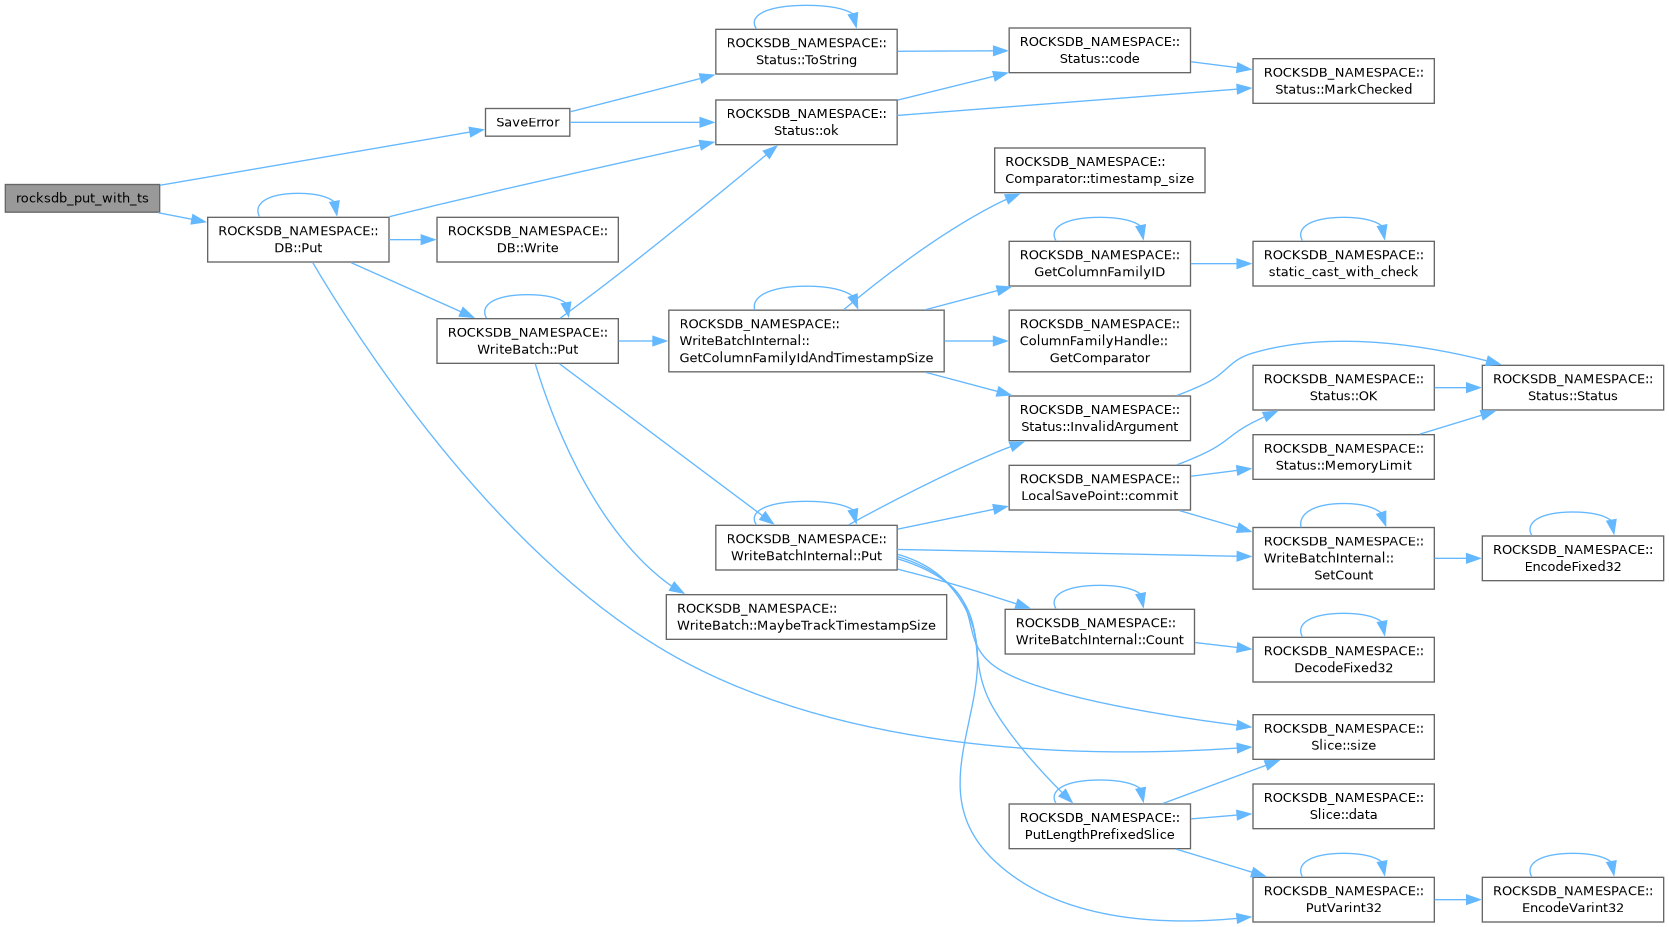 rocksdb_put_with_ts
SaveError
ROCKSDB_NAMESPACE::
DB::Put
ROCKSDB_NAMESPACE::
Status::ToString
ROCKSDB_NAMESPACE::
Status::ok
ROCKSDB_NAMESPACE::
DB::Write
ROCKSDB_NAMESPACE::
WriteBatch::Put
ROCKSDB_NAMESPACE::
Status::code
ROCKSDB_NAMESPACE::
Status::MarkChecked
ROCKSDB_NAMESPACE::
Comparator::timestamp_size
ROCKSDB_NAMESPACE::
WriteBatchInternal::
GetColumnFamilyIdAndTimestampSize
ROCKSDB_NAMESPACE::
GetColumnFamilyID
ROCKSDB_NAMESPACE::
static_cast_with_check
ROCKSDB_NAMESPACE::
ColumnFamilyHandle::
GetComparator
ROCKSDB_NAMESPACE::
Status::InvalidArgument
ROCKSDB_NAMESPACE::
Status::OK
ROCKSDB_NAMESPACE::
Status::Status
ROCKSDB_NAMESPACE::
Status::MemoryLimit
ROCKSDB_NAMESPACE::
LocalSavePoint::commit
ROCKSDB_NAMESPACE::
WriteBatchInternal::Put
ROCKSDB_NAMESPACE::
WriteBatchInternal::
SetCount
ROCKSDB_NAMESPACE::
EncodeFixed32
ROCKSDB_NAMESPACE::
WriteBatch::MaybeTrackTimestampSize
ROCKSDB_NAMESPACE::
WriteBatchInternal::Count
ROCKSDB_NAMESPACE::
DecodeFixed32
ROCKSDB_NAMESPACE::
Slice::size
ROCKSDB_NAMESPACE::
Slice::data
ROCKSDB_NAMESPACE::
PutLengthPrefixedSlice
ROCKSDB_NAMESPACE::
PutVarint32
ROCKSDB_NAMESPACE::
EncodeVarint32